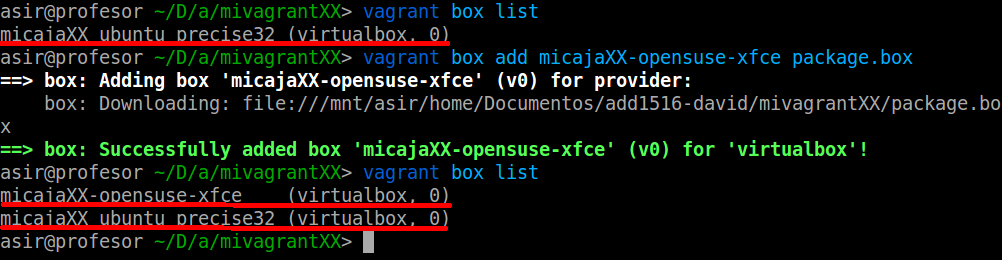 asir@profesor ~/D/a/mivagrantXX> vagrant box list
micajaXX_ubuntu_precise32 (virtualbox, 0)
asir@profesor ~/D/a/mivagrantXX> vagrant box add micajaXX-opensuse-xfce package.box
==> box: Adding box 'micajaXX-opensuse-xfce' (v0) for provider:
    box: Downloading: file:///mnt/asir/home/Documentos/add1516-david/mivagrantXX/package.bo
x
==> box: Successfully added box 'micajaXX-opensuse-xfce' (v0) for 'virtualbox'!
asir@profesor ~/D/a/mivagrantXX> vagrant box list
micajaXX-opensuse-xfce    (virtualbox, 0)
micajaXX_ubuntu_precise32 (virtualbox, 0)
asir@profesor ~/D/a/mivagrantXX>